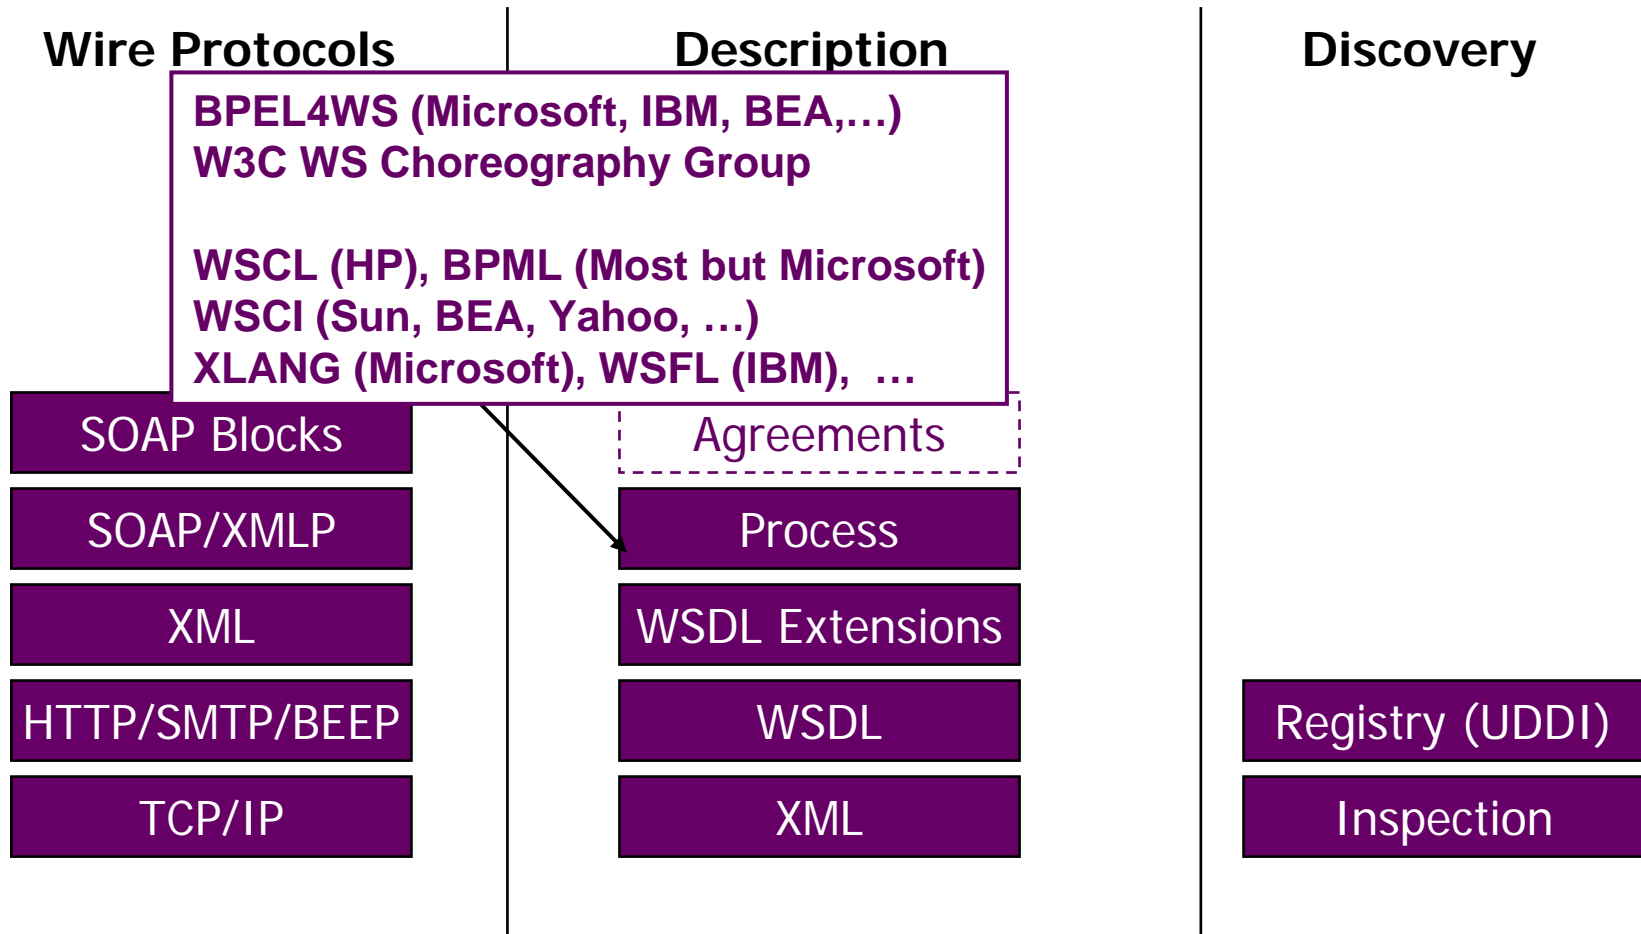 Wire Protocols
Description
Discovery
BPEL4WS (Microsoft, IBM, BEA,…)
W3C WS Choreography Group
WSCL (HP), BPML (Most but Microsoft)
WSCI (Sun, BEA, Yahoo, …)
XLANG (Microsoft), WSFL (IBM), …
SOAP Blocks
Agreements
SOAP/XMLP
Process
XML
WSDL Extensions
HTTP/SMTP/BEEP
WSDL
Registry (UDDI)
TCP/IP
XML
Inspection